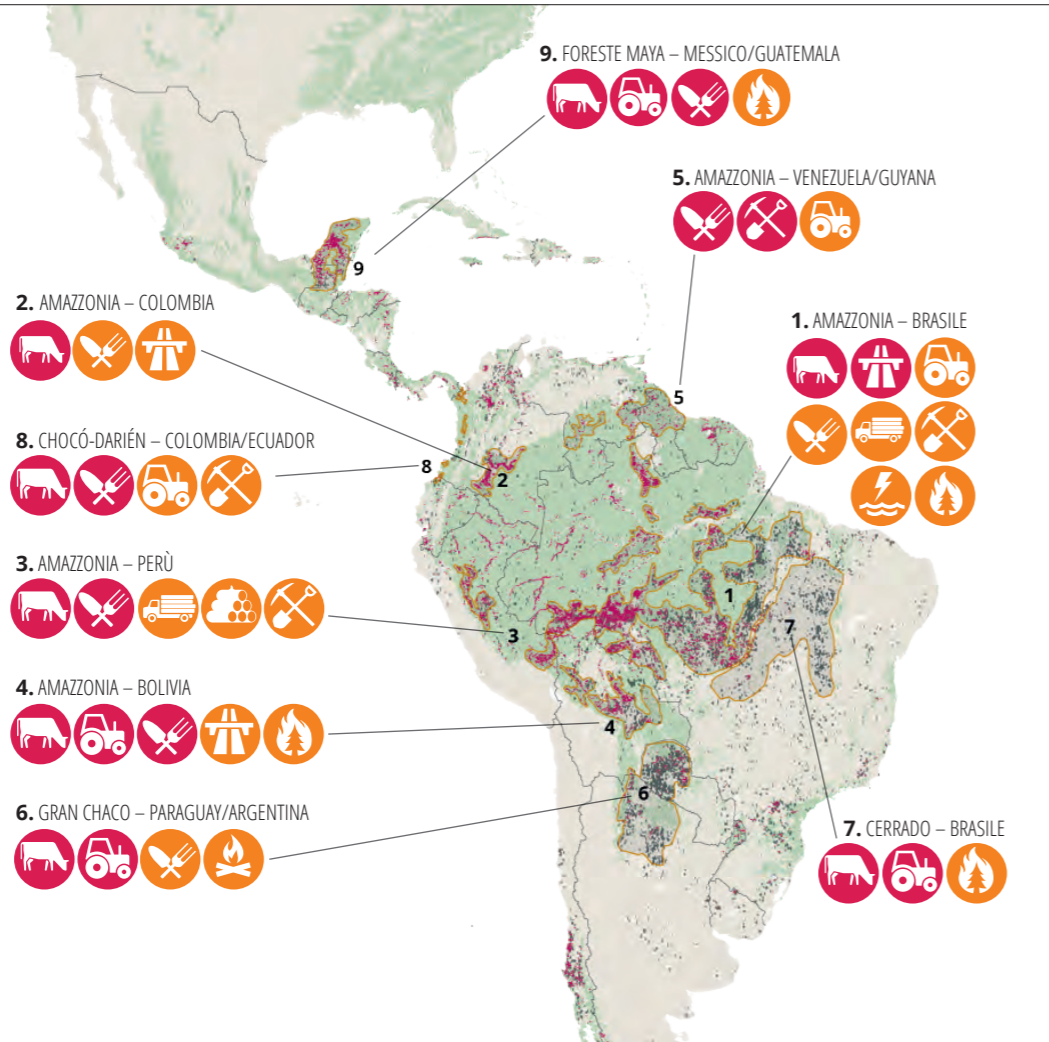 9. FORESTE MAYA – MESSICO/GUATEMALA
5. AMAZZONIA – VENEZUELA/GUYANA
9
2. AMAZZONIA – COLOMBIA
1. AMAZZONIA – BRASILE
5
8. CHOCÓ-DARIÉN – COLOMBIA/ECUADOR
8
2
3. AMAZZONIA – PERÙ
1
7
3
4. AMAZZONIA – BOLIVIA
4
6. GRAN CHACO – PARAGUAY/ARGENTINA
6
7. CERRADO – BRASILE